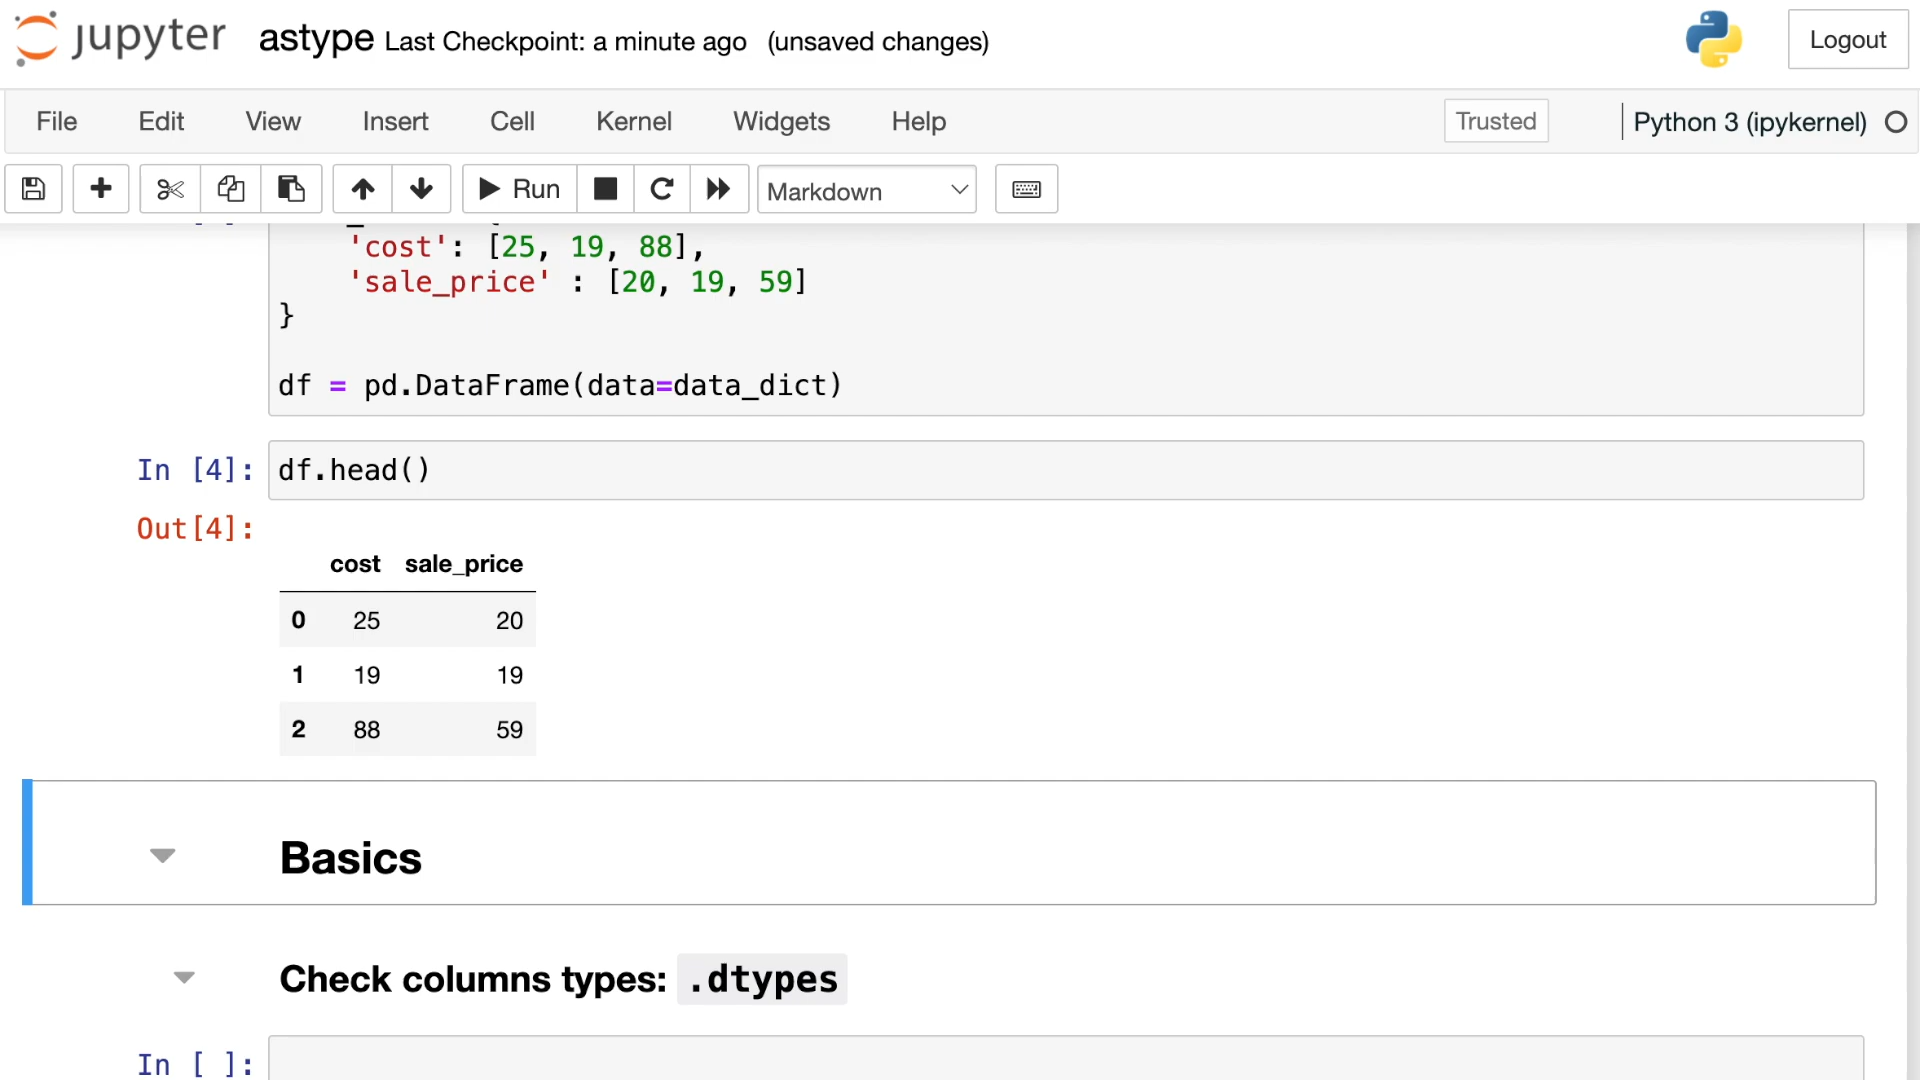 jupyter astype Last Checkpoint: a minute ago (unsaved changes) Logout
File Edit View Insert Cell Kernel Widgets Help Trusted Python 3 (ipykernel)
Run Markdown
'cost': [25, 19, 88],
'sale_price' : [20, 19, 59]
}
df = pd.DataFrame(data=data_dict)
In [4]: df.head()
Out[4]:
cost sale_price
0 25 20
1 19 19
2 88 59
Basics
Check columns types: .dtypes
In [ ]: